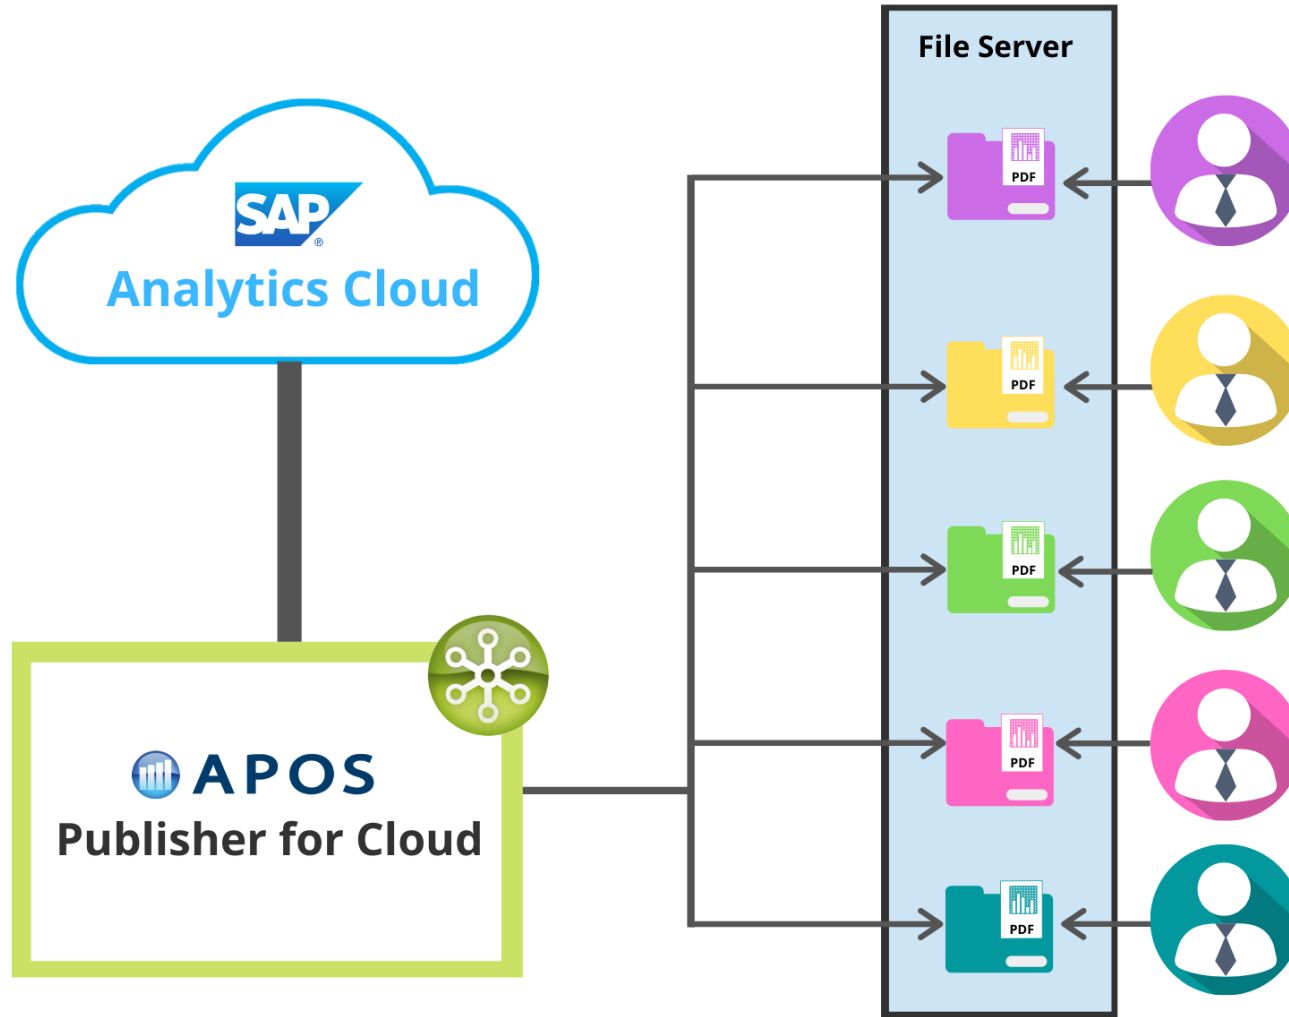 File Server
SAP
®
Analytics Cloud
APOS
Publisher for Cloud
PDF
PDF
PDF
PDF
PDF